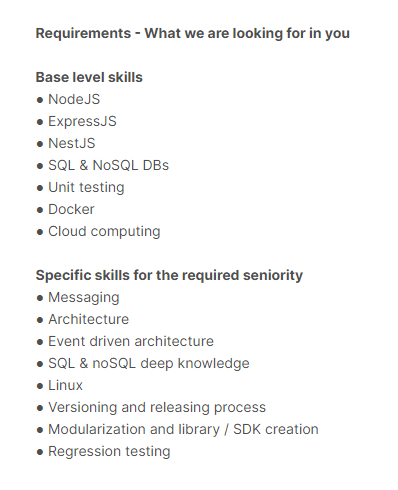 Requirements - What we are looking for in you
Base level skills
● NodeJS
● ExpressJS
● NestJS
● SQL & NoSQL DBs
● Unit testing
● Docker
● Cloud computing
Specific skills for the required seniority
● Messaging
● Architecture
● Event driven architecture
● SQL & noSQL deep knowledge
● Linux
● Versioning and releasing process
● Modularization and library / SDK creation
● Regression testing